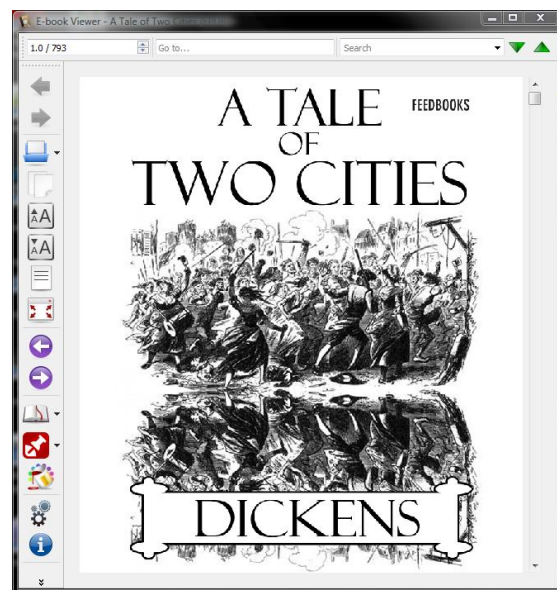 E-book Viewer - A Tale of Two Cities
1.0 / 793
Go to...
Search
A TALE
FEEDBOOKS
OF
TWO CITIES
DICKENS